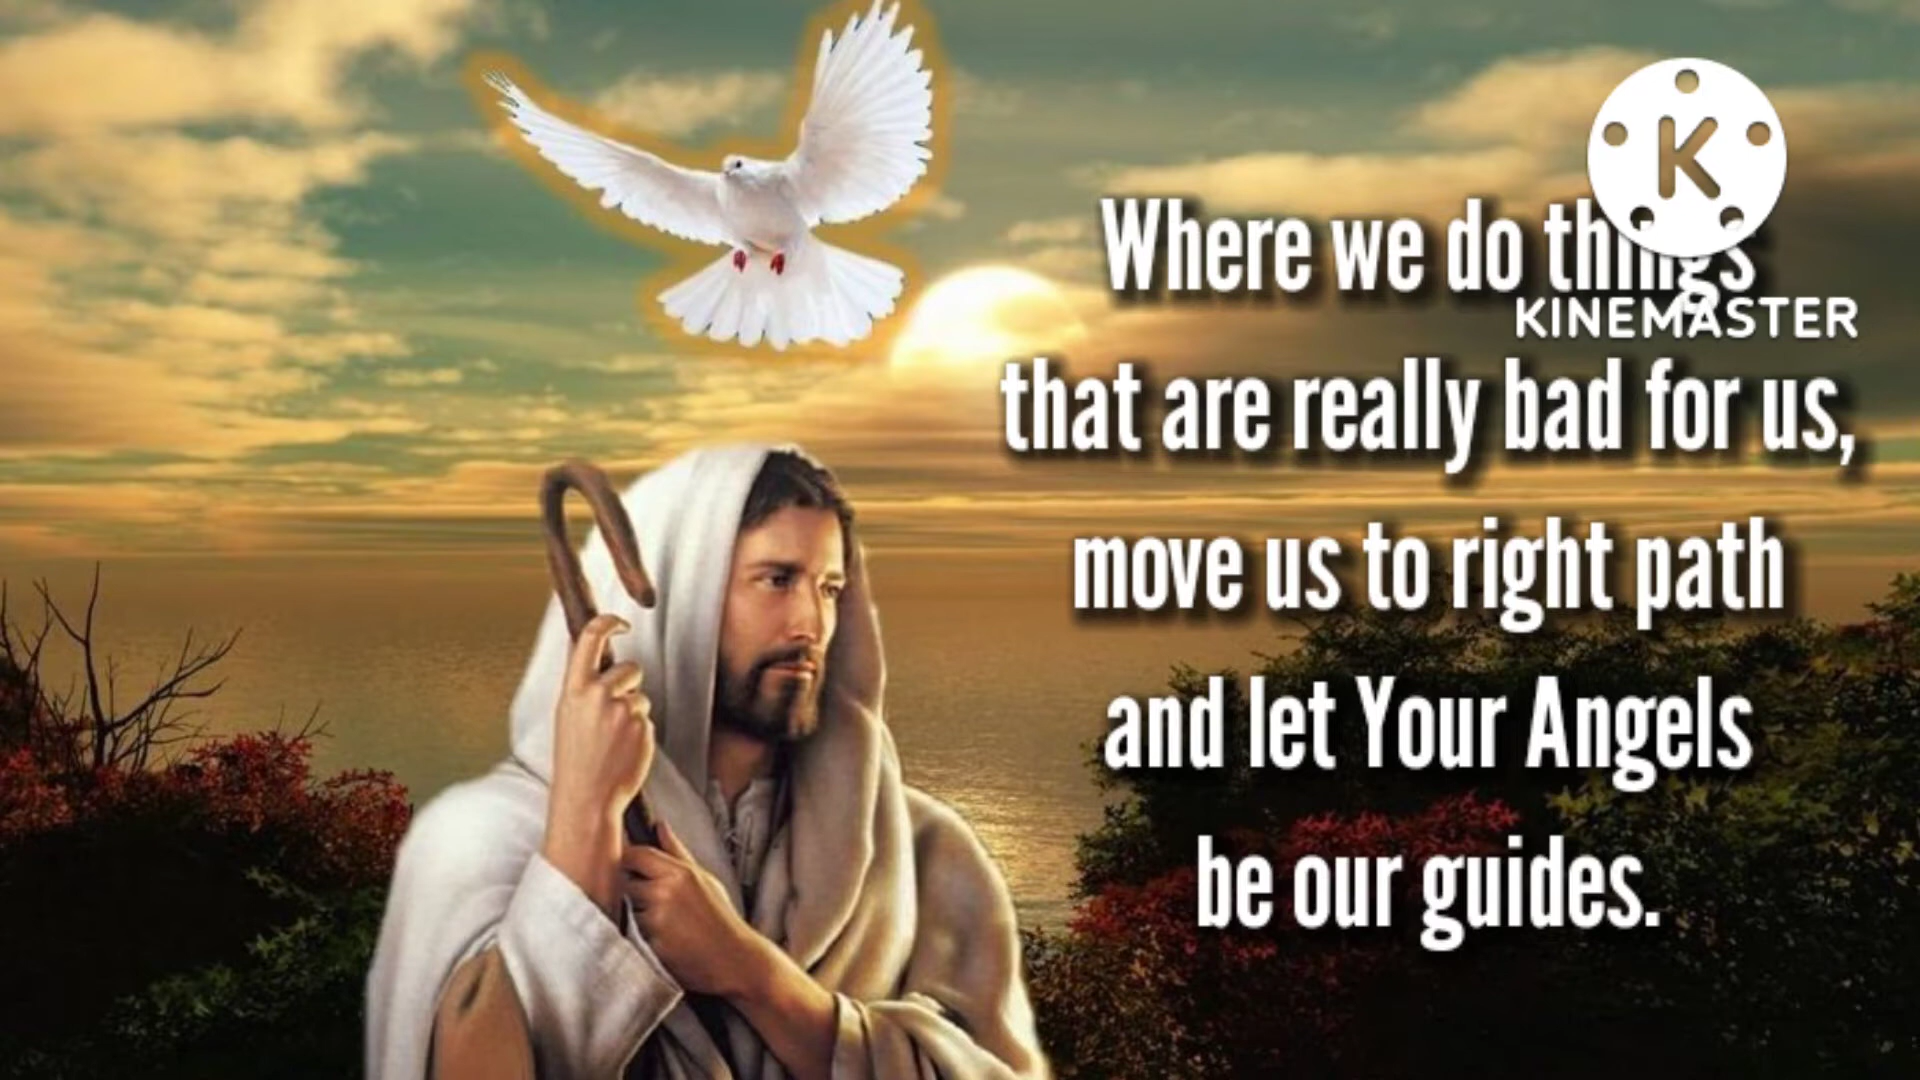 Where we do things
K
KINEMASTER
that are really bad for us,
move us to right path
and let Your Angels
be our guides.